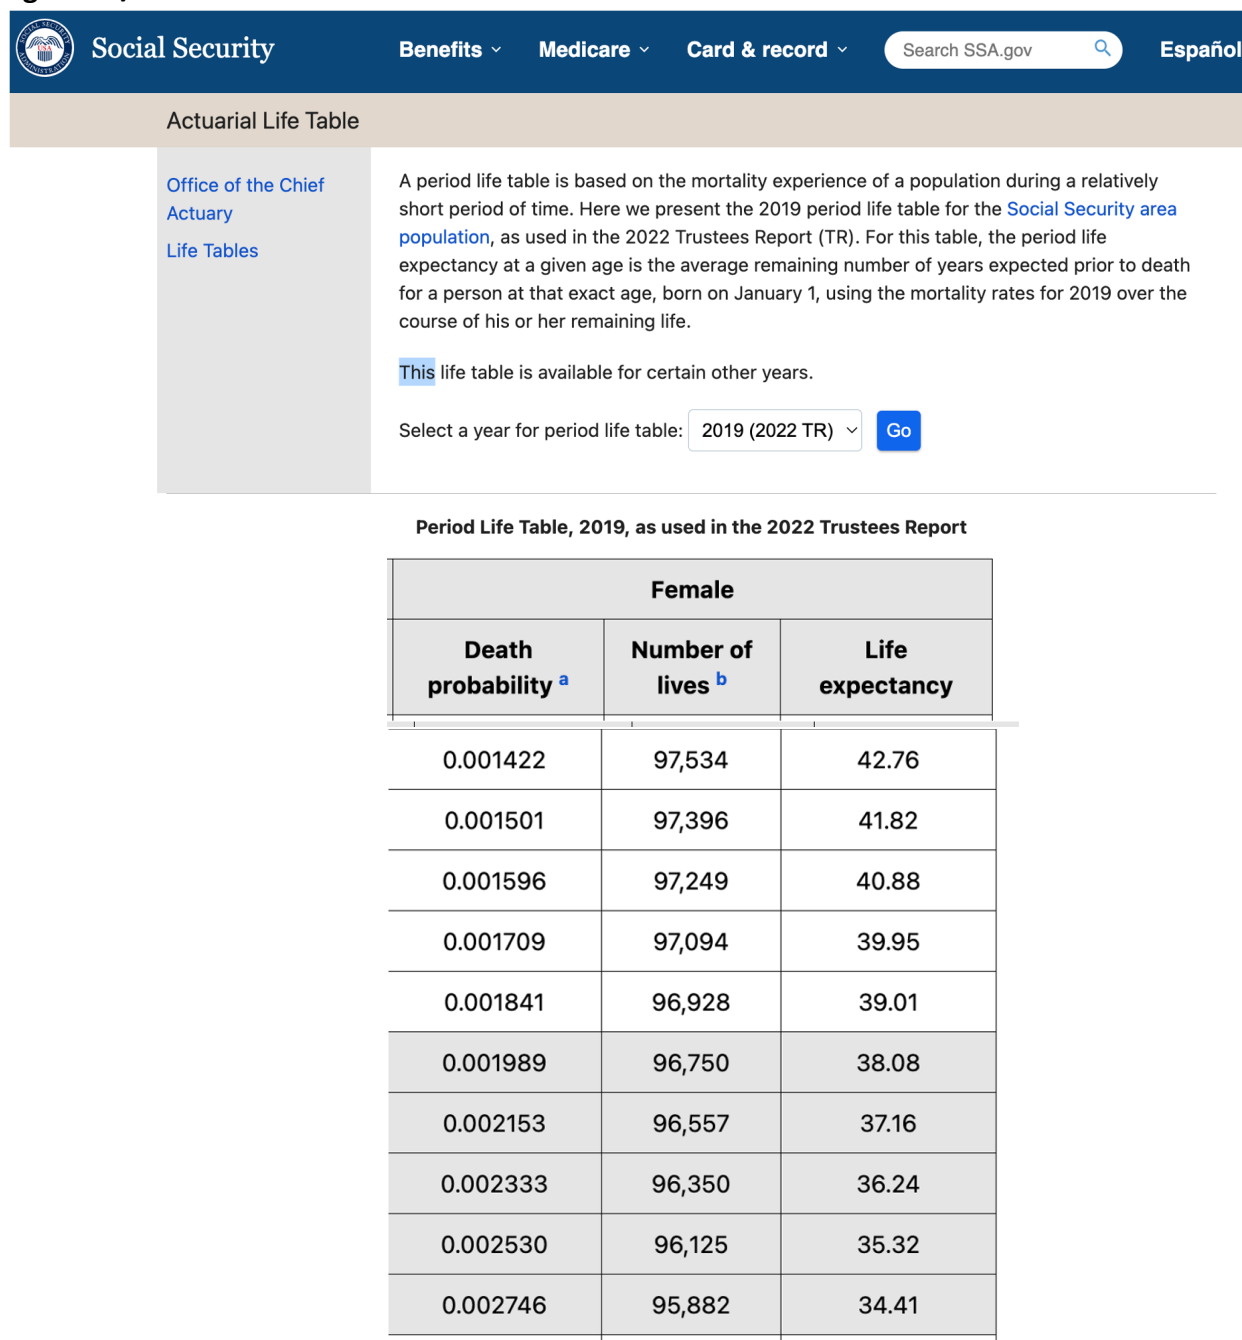 Social Security
Benefits
Medicare
Card & record
Search SSA.gov
Español
Actuarial Life Table
Office of the Chief
Actuary
Life Tables
A period life table is based on the mortality experience of a population during a relatively
short period of time. Here we present the 2019 period life table for the Social Security area
population, as used in the 2022 Trustees Report (TR). For this table, the period life
expectancy at a given age is the average remaining number of years expected prior to death
for a person at that exact age, born on January 1, using the mortality rates for 2019 over the
course of his or her remaining life.
This life table is available for certain other years.
Select a year for period life table: 2019 (2022 TR) Go
Period Life Table, 2019, as used in the 2022 Trustees Report
Female
Death probability a Number of lives b Life expectancy
0.001422 97,534 42.76
0.001501 97,396 41.82
0.001596 97,249 40.88
0.001709 97,094 39.95
0.001841 96,928 39.01
0.001989 96,750 38.08
0.002153 96,557 37.16
0.002333 96,350 36.24
0.002530 96,125 35.32
0.002746 95,882 34.41